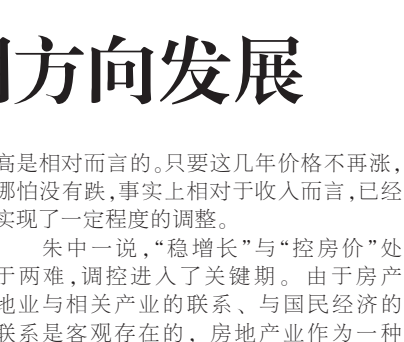 方向发展
高是相对而言的。只要这几年价格不再涨,
哪怕没有跌,事实上相对于收入而言,已经
实现了一定程度的调整。
朱中一说,“稳增长”与“控房价”处
于两难,调控进入了关键期。由于房产
地业与相关产业的联系、与国民经济的
联系是客观存在的,房地产业作为一种